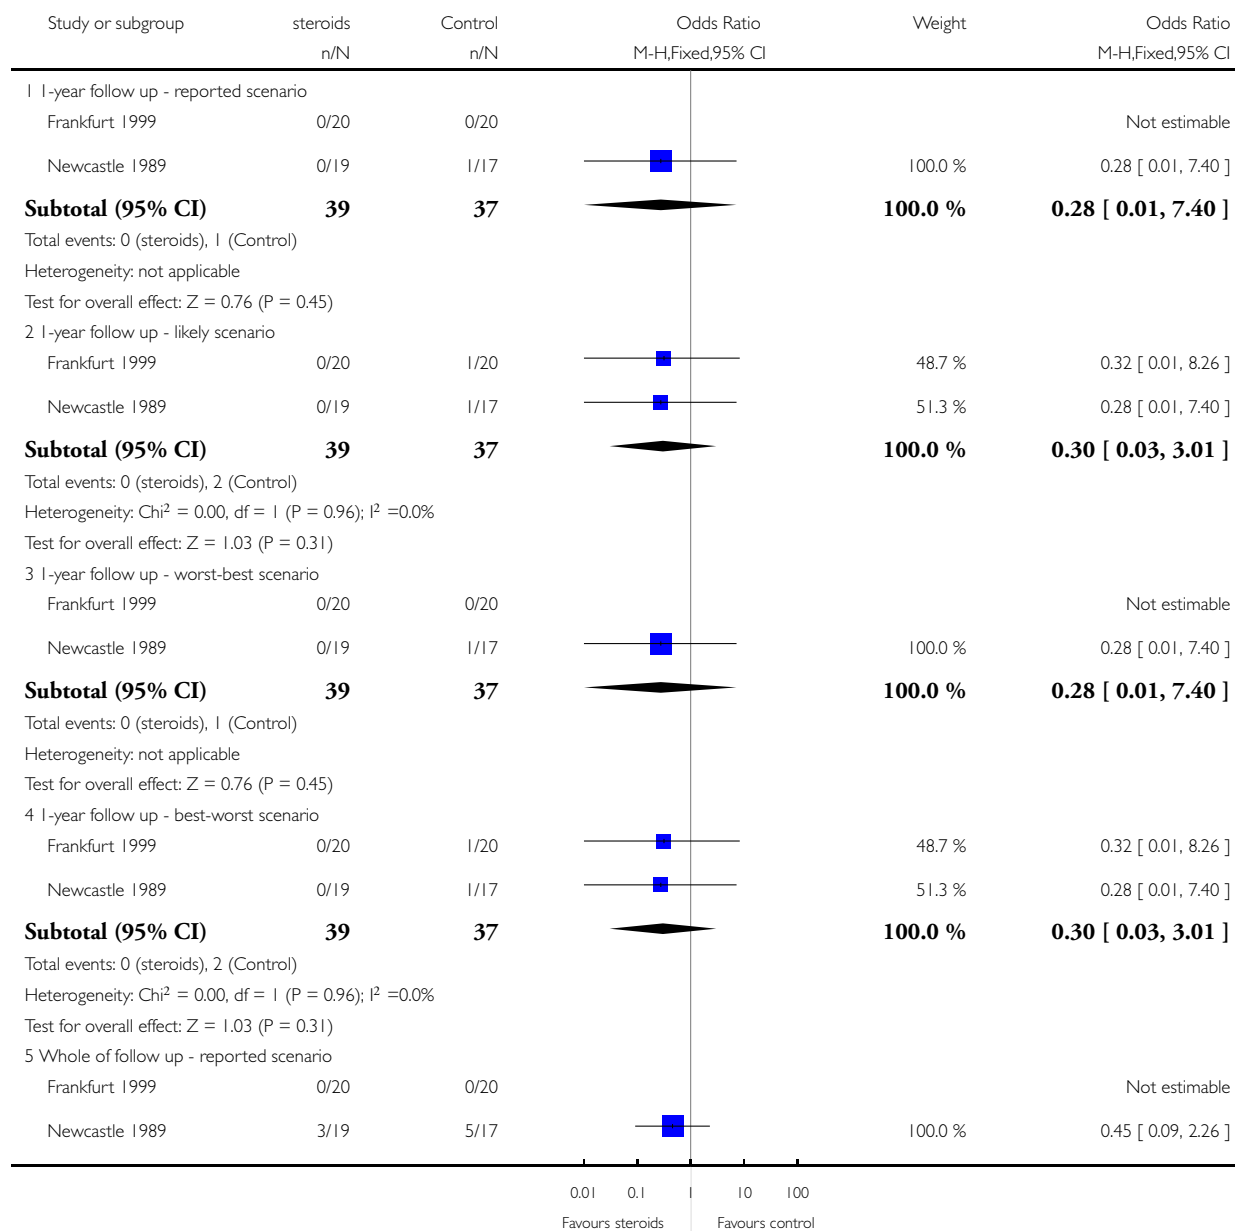 Study or subgroup steroids Control Odds Ratio Weight Odds Ratio
n/N n/N M-H,Fixed,95% CI M-H,Fixed,95% CI
1 1-year follow up - reported scenario
Frankfurt 1999 0/20 0/20 Not estimable
Newcastle 1989 0/19 1/17 100.0 % 0.28 [ 0.01, 7.40 ]
Subtotal (95% CI) 39 37 100.0 % 0.28 [ 0.01, 7.40 ]
Total events: 0 (steroids), 1 (Control)
Heterogeneity: not applicable
Test for overall effect: Z = 0.76 (P = 0.45)
2 1-year follow up - likely scenario
Frankfurt 1999 0/20 1/20 48.7 % 0.32 [ 0.01, 8.26 ]
Newcastle 1989 0/19 1/17 51.3 % 0.28 [ 0.01, 7.40 ]
Subtotal (95% CI) 39 37 100.0 % 0.30 [ 0.03, 3.01 ]
Total events: 0 (steroids), 2 (Control)
Heterogeneity: Chi² = 0.00, df = 1 (P = 0.96); I² =0.0%
Test for overall effect: Z = 1.03 (P = 0.31)
3 1-year follow up - worst-best scenario
Frankfurt 1999 0/20 0/20 Not estimable
Newcastle 1989 0/19 1/17 100.0 % 0.28 [ 0.01, 7.40 ]
Subtotal (95% CI) 39 37 100.0 % 0.28 [ 0.01, 7.40 ]
Total events: 0 (steroids), 1 (Control)
Heterogeneity: not applicable
Test for overall effect: Z = 0.76 (P = 0.45)
4 1-year follow up - best-worst scenario
Frankfurt 1999 0/20 1/20 48.7 % 0.32 [ 0.01, 8.26 ]
Newcastle 1989 0/19 1/17 51.3 % 0.28 [ 0.01, 7.40 ]
Subtotal (95% CI) 39 37 100.0 % 0.30 [ 0.03, 3.01 ]
Total events: 0 (steroids), 2 (Control)
Heterogeneity: Chi² = 0.00, df = 1 (P = 0.96); I² =0.0%
Test for overall effect: Z = 1.03 (P = 0.31)
5 Whole of follow up - reported scenario
Frankfurt 1999 0/20 0/20 Not estimable
Newcastle 1989 3/19 5/17 100.0 % 0.45 [ 0.09, 2.26 ]
0.01 0.1 1 10 100
Favours steroids Favours control